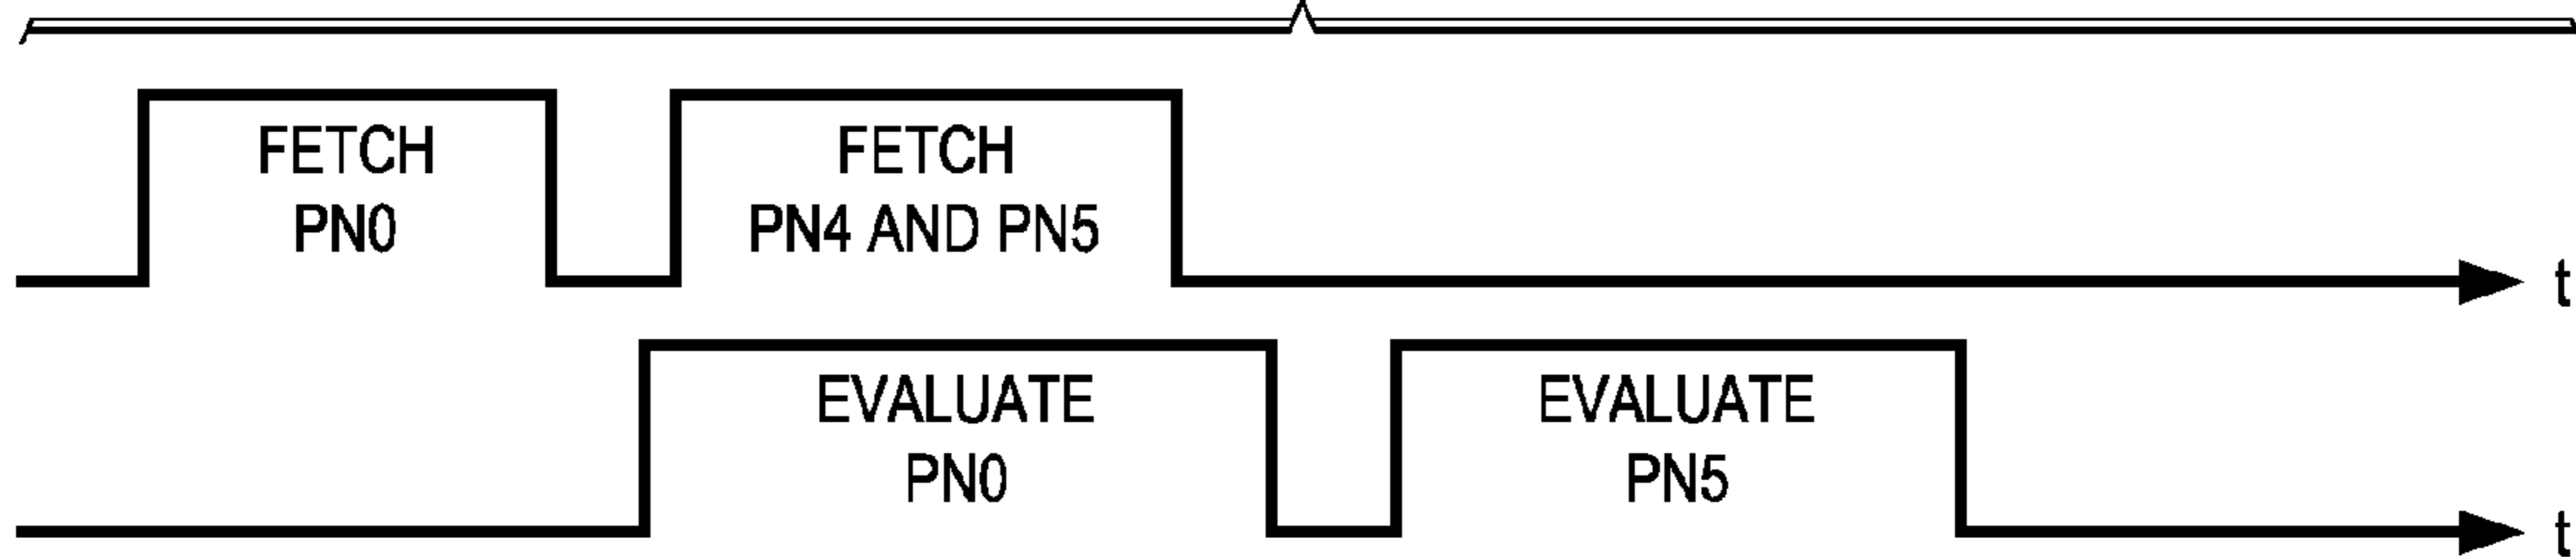 FETCH
PN0
FETCH
PN4 AND PN5
t
EVALUATE
PN0
EVALUATE
PN5
t